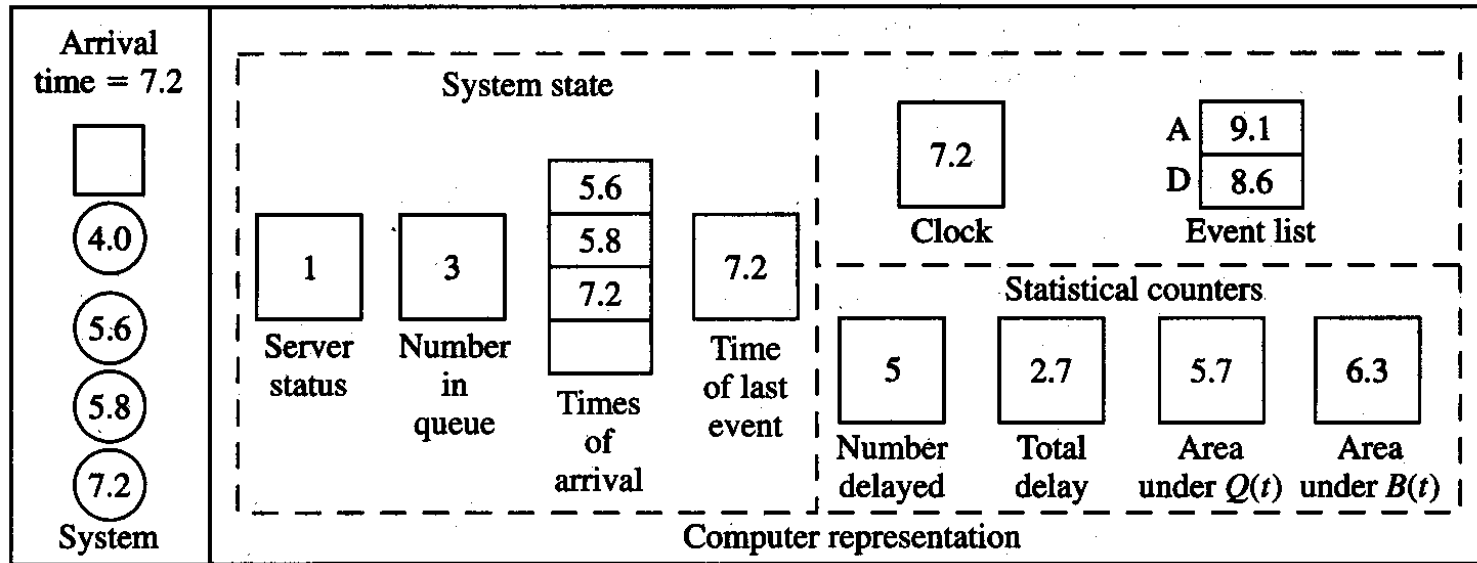 Arrival
time = 7.2
4.0
5.6
5.8
7.2
System
System state
1
Server
status
3
Number
in
queue
5.6
5.8
7.2
Times
of
arrival
7.2
Time
of last
event
7.2
Clock
A 9.1
D 8.6
Event list
Statistical counters
5
Number
delayed
2.7
Total
delay
5.7
Area
under Q(t)
6.3
Area
under B(t)
Computer representation